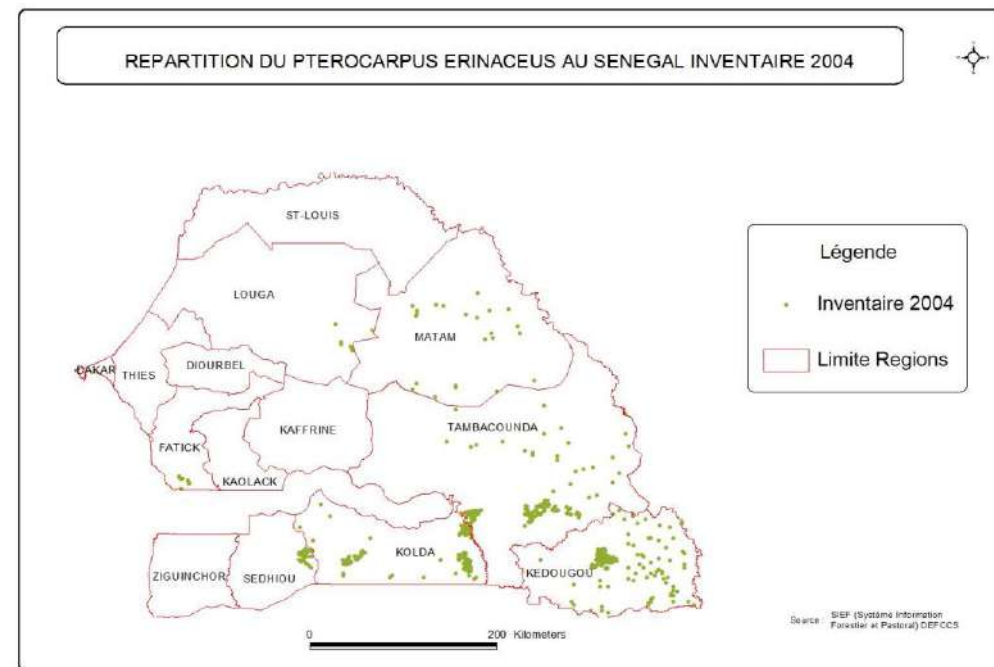 REPARTITION DU PTEROCARPUS ERINACEUS AU SENEGAL INVENTAIRE 2004
ST-LOUIS
LOUGA
MATAM
DAKAR
THIES
DIOURBEL
KAFFRINE
TAMBACOUNDA
FATICK
KAOLACK
KOLDA
ZIGUINCHOR
SEDHIOU
KEDOUGOU
Légende
Inventaire 2004
Limite Regions
0 200 Kilometers
Source : SIEF (Système Information
Forestier et Pastoral) DEFCCS